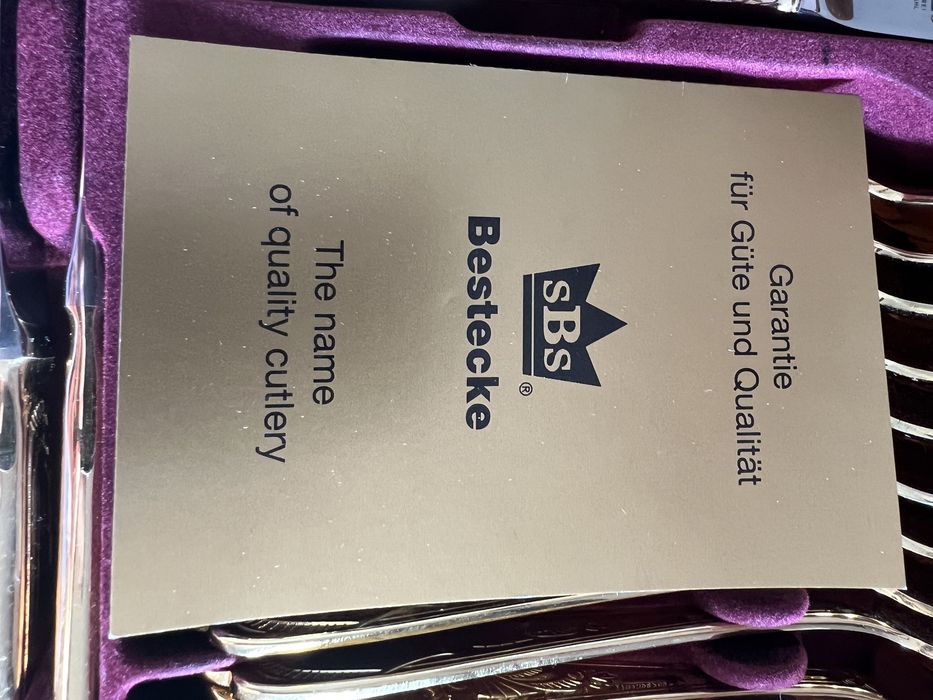 Garantie
für Güte und Qualität
sBs
®
Bestecke
The name
of quality cutlery